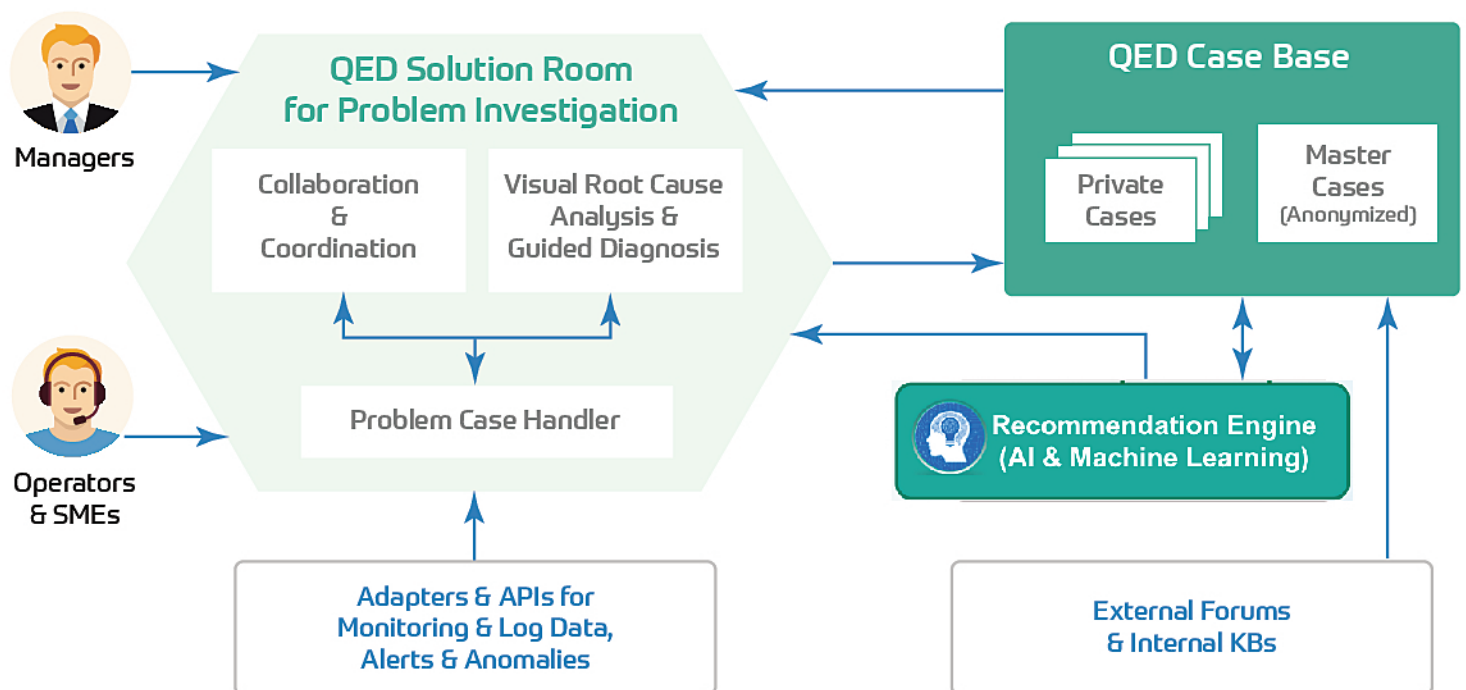 Managers
QED Solution Room
for Problem Investigation
Collaboration
&
Coordination
Visual Root Cause
Analysis &
Guided Diagnosis
Problem Case Handler
Operators
& SMEs
Adapters & APIs for
Monitoring & Log Data,
Alerts & Anomalies
QED Case Base
Private
Cases
Master
Cases
(Anonymized)
Recommendation Engine
(AI & Machine Learning)
External Forums
& Internal KBs